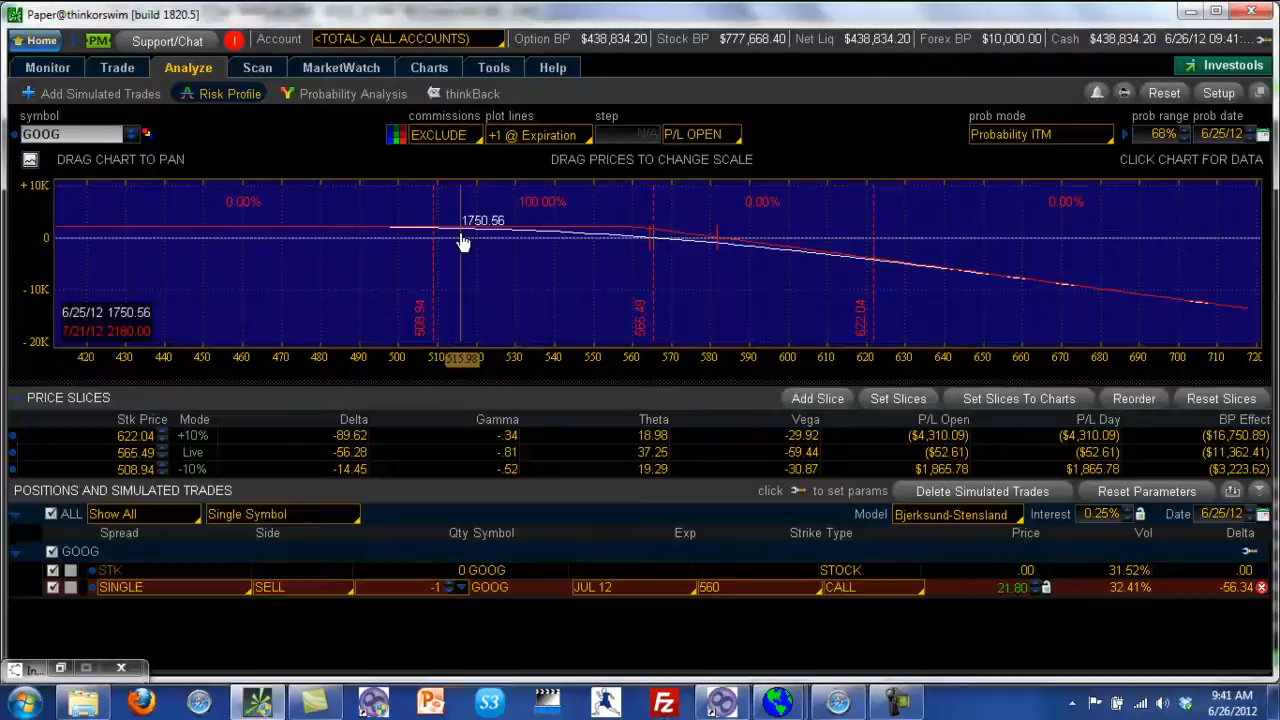 Paper@thinkorswim [build 1820.5]
Home PM Support/Chat ! Account <TOTAL> (ALL ACCOUNTS) Option BP $438,834.20 Stock BP $777,668.40 Net Liq $438,834.20 Forex BP $10,000.00 Cash $438,834.20 6/26/12 09:41:...
Monitor Trade Analyze Scan MarketWatch Charts Tools Help Investools
Add Simulated Trades Risk Profile Probability Analysis thinkBack Reset Setup
symbol commissions plot lines step prob mode prob range prob date
GOOG EXCLUDE +1 @ Expiration N/A P/L OPEN Probability ITM 68% 6/25/12
DRAG CHART TO PAN DRAG PRICES TO CHANGE SCALE CLICK CHART FOR DATA
+10K
0.00% 100.00% 0.00% 0.00%
1750.56
0
-10K
6/25/12 1750.56
7/21/12 2180.00
508.94 565.49 622.04
-20K
420 430 440 450 460 470 480 490 500 510 515.98 520 530 540 550 560 570 580 590 600 610 620 630 640 650 660 670 680 690 700 710 720
PRICE SLICES Add Slice Set Slices Set Slices To Charts Reorder Reset Slices
Stk Price Mode Delta Gamma Theta Vega P/L Open P/L Day BP Effect
622.04 +10% -89.62 -.34 18.98 -29.92 ($4,310.09) ($4,310.09) ($16,750.89)
565.49 Live -56.28 -.81 37.25 -59.44 ($52.61) ($52.61) ($11,362.41)
508.94 -10% -14.45 -.52 19.29 -30.87 $1,865.78 $1,865.78 ($3,223.62)
POSITIONS AND SIMULATED TRADES click to set params Delete Simulated Trades Reset Parameters
ALL Show All Single Symbol Model Bjerksund-Stensland Interest 0.25% Date 6/25/12
Spread Side Qty Symbol Exp Strike Type Price Vol Delta
GOOG
STK 0 GOOG STOCK .00 31.52% .00
SINGLE SELL -1 GOOG JUL 12 560 CALL 21.80 32.41% -56.34
In...
S3
9:41 AM
6/26/2012